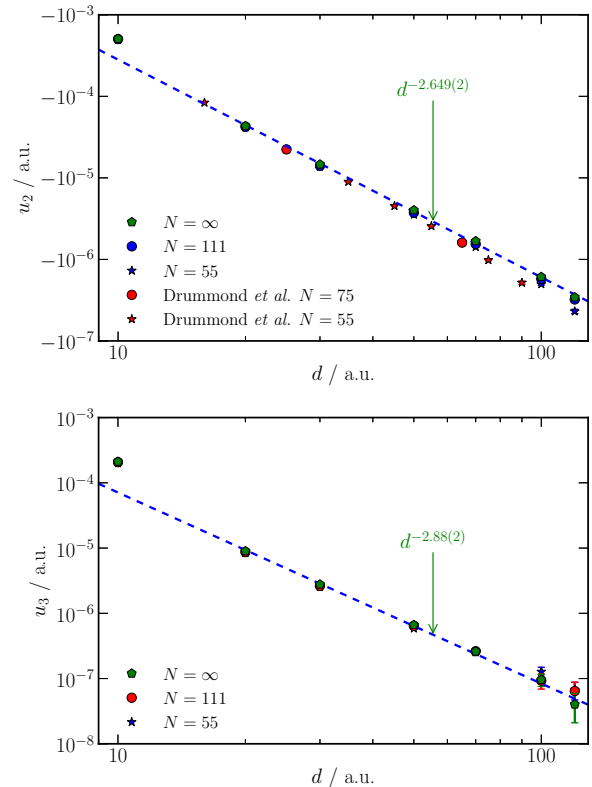 −10⁻³
−10⁻⁴
−10⁻⁵
−10⁻⁶
−10⁻⁷
u₂ / a.u.
d^−2.649(2)
N = ∞
N = 111
N = 55
Drummond et al. N = 75
Drummond et al. N = 55
10 100
d / a.u.
10⁻³
10⁻⁴
10⁻⁵
10⁻⁶
10⁻⁷
10⁻⁸
u₃ / a.u.
d^−2.88(2)
N = ∞
N = 111
N = 55
10 100
d / a.u.